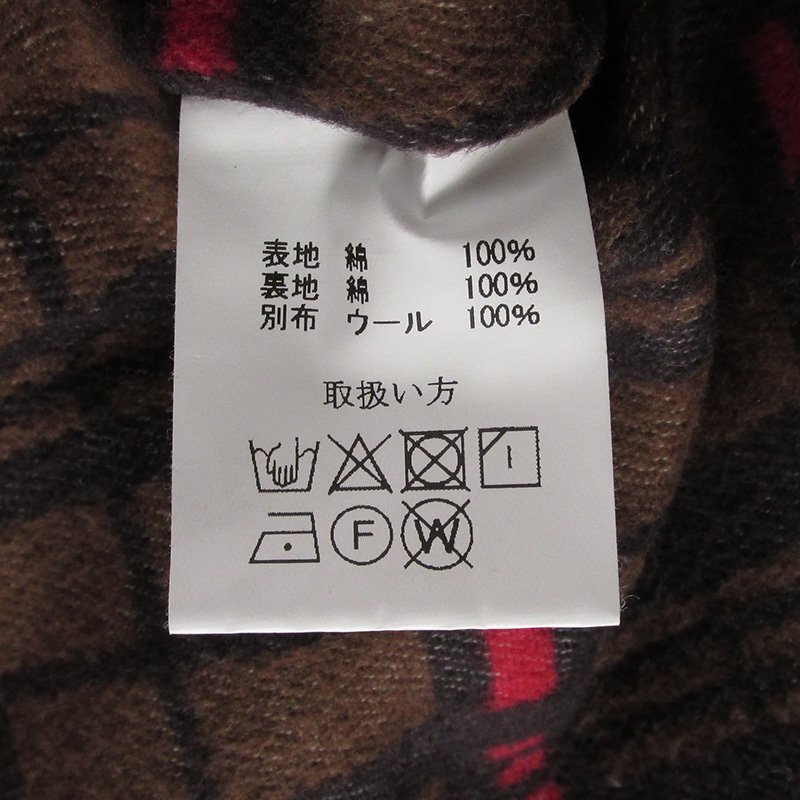 表地 綿 100%
裏地 綿 100%
別布 ウール 100%
取扱い方
F W